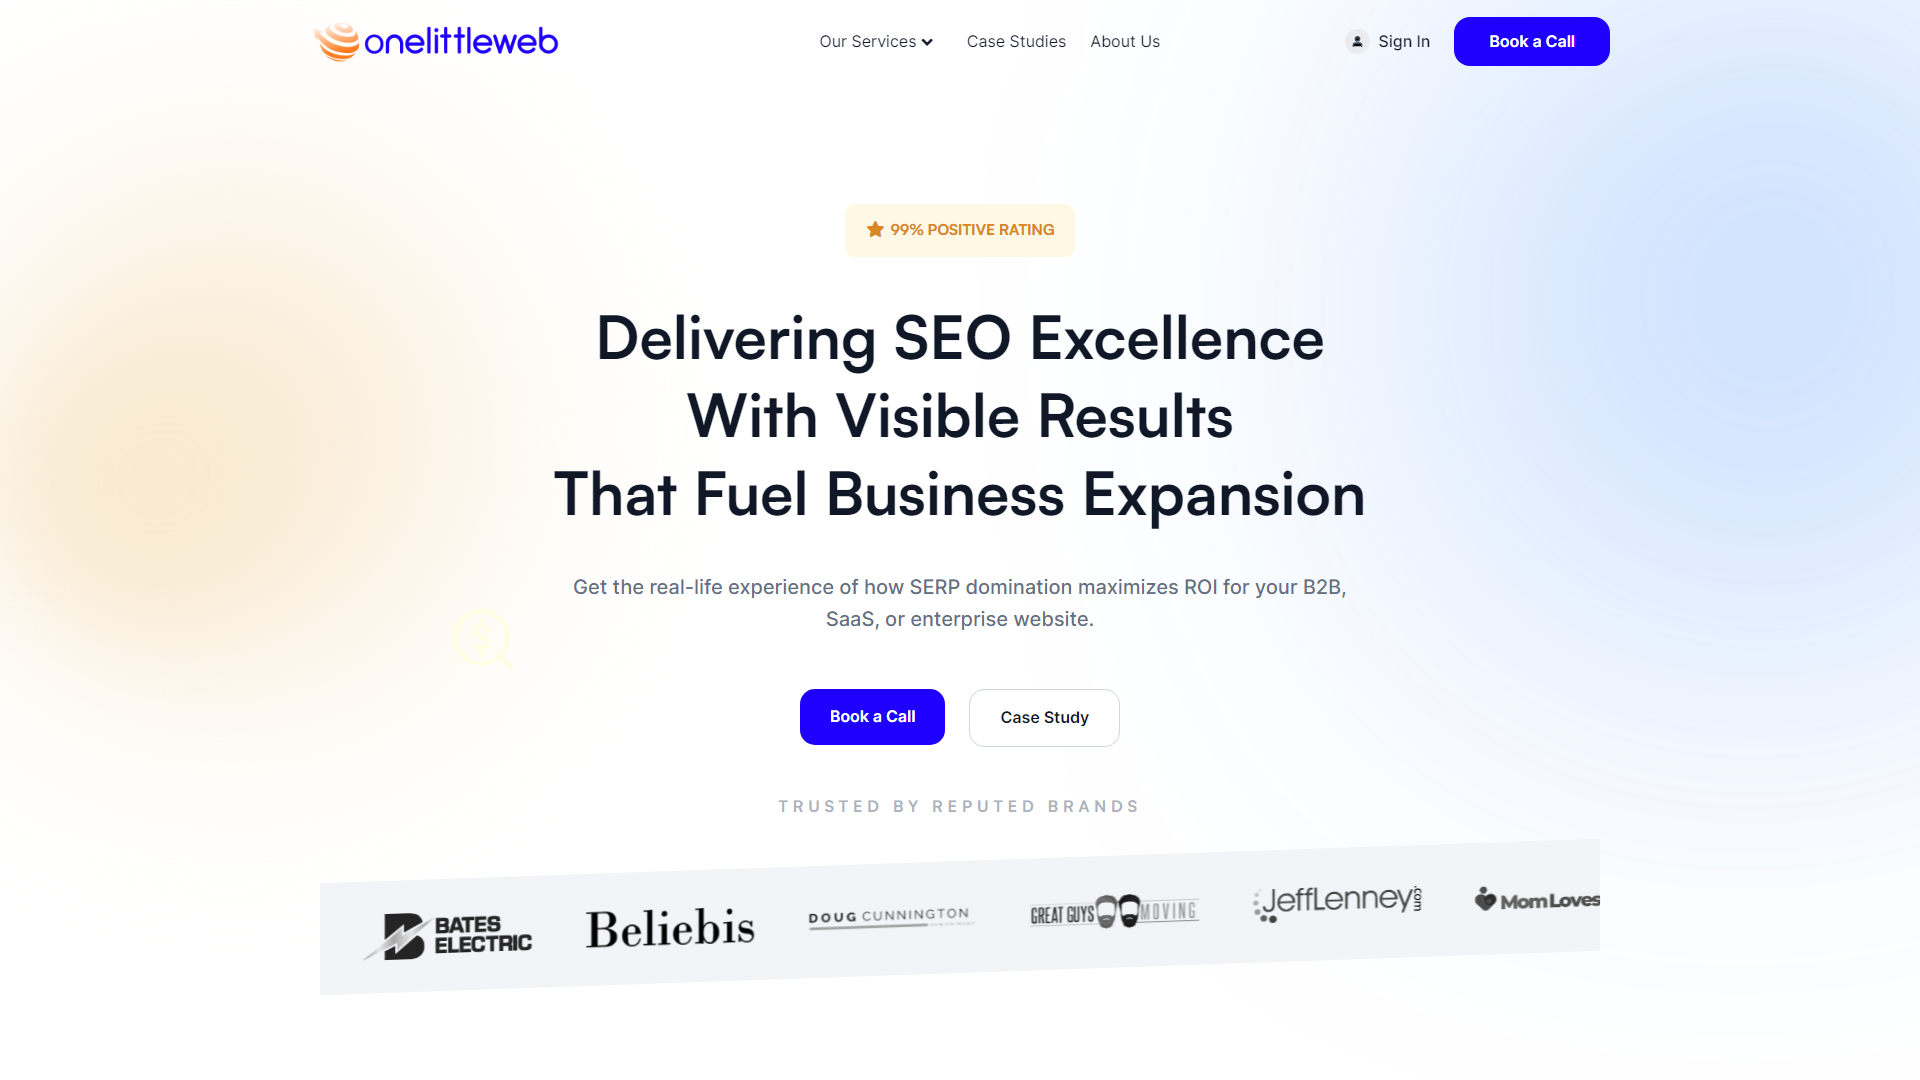 onelittleweb
Our Services
Case Studies
About Us
Sign In
Book a Call
99% POSITIVE RATING
Delivering SEO Excellence
With Visible Results
That Fuel Business Expansion
Get the real-life experience of how SERP domination maximizes ROI for your B2B,
SaaS, or enterprise website.
$
Book a Call
Case Study
TRUSTED BY REPUTED BRANDS
BATES
ELECTRIC
Beliebis
DOUG CUNNINGTON
GREAT GUYS MOVING
JeffLenney.com
MomLoves